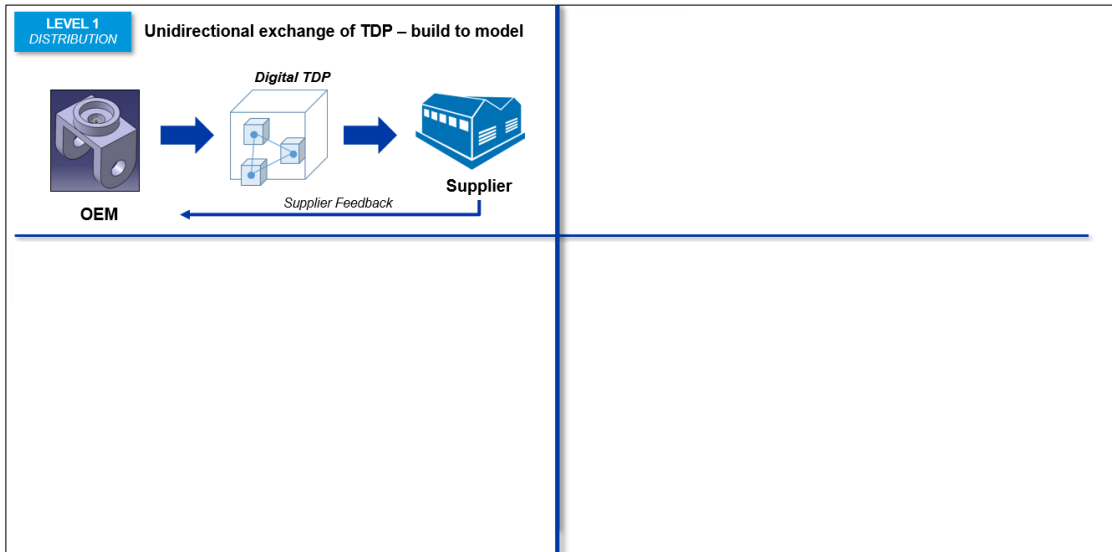 LEVEL 1
DISTRIBUTION
Unidirectional exchange of TDP – build to model
Digital TDP
Supplier
Supplier Feedback
OEM